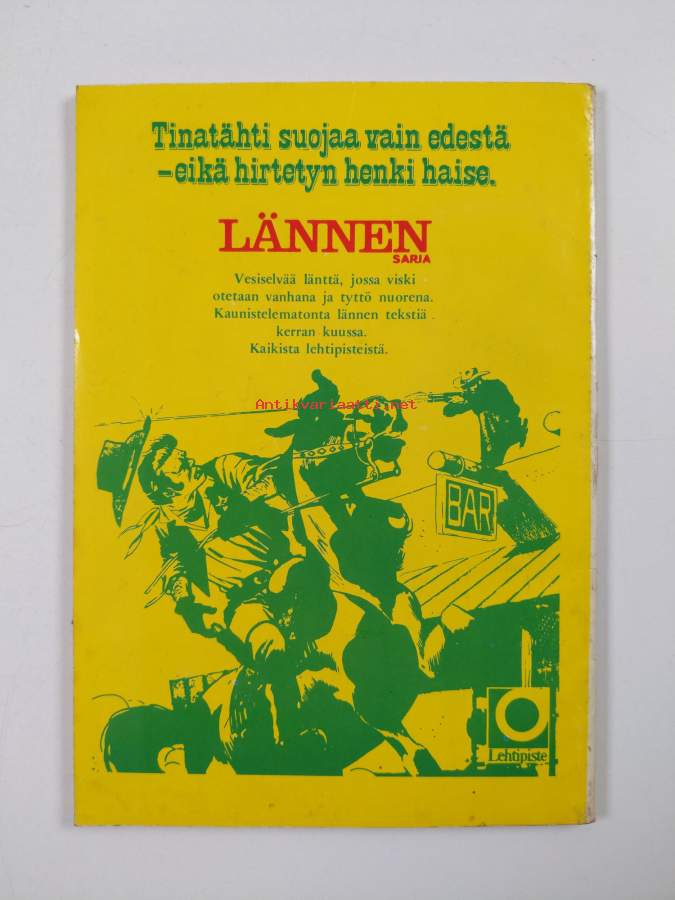 Tinatähti suojaa vain edestä
–eikä hirtetyn henki haise.
LÄNNEN
SARJA
Vesiselvää länttä, jossa viski
otetaan vanhana ja tyttö nuorena.
Kaunistelematonta lännen tekstiä
kerran kuussa.
Kaikista lehtipisteistä.
Antikvariaatti.net
BAR
Lehtipiste